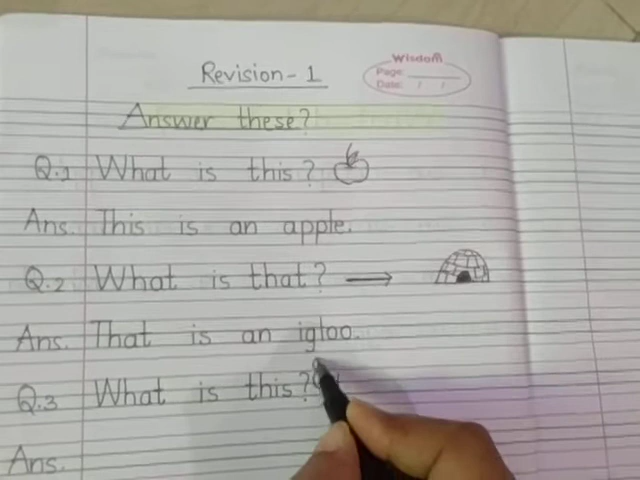 Revision-1
Wisdom
Page:
Date: / /
Answer these?
Q.1 What is this?
Ans. This is an apple.
Q.2 What is that?
Ans. That is an igloo.
Q.3 What is this?
Ans.